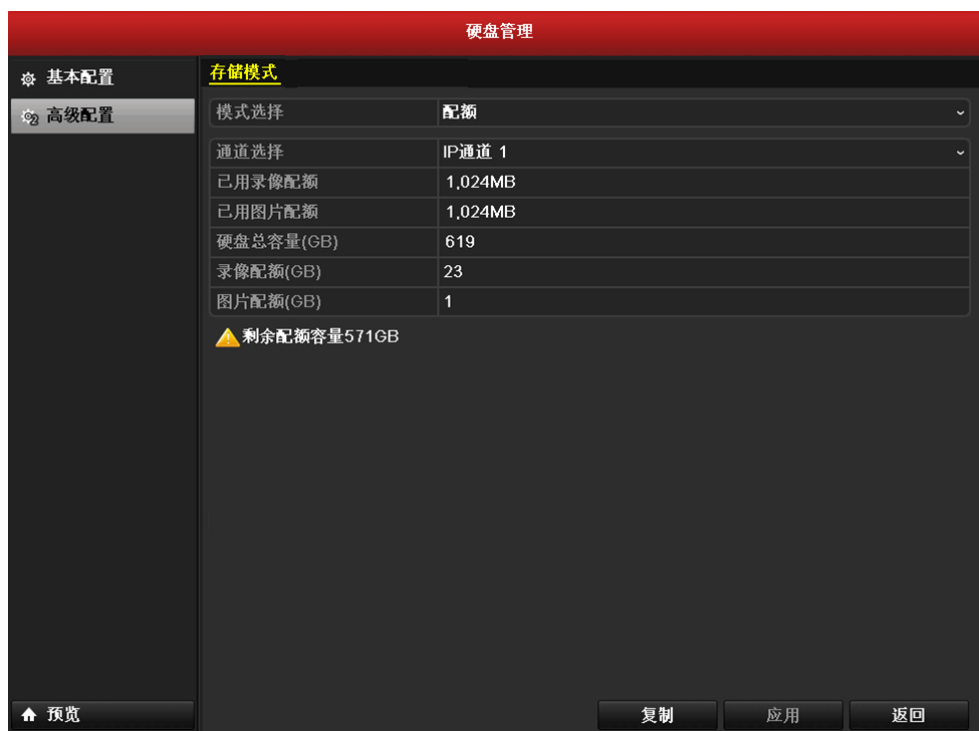 硬盘管理
基本配置
高级配置
存储模式
模式选择 配额
通道选择 IP通道 1
已用录像配额 1,024MB
已用图片配额 1,024MB
硬盘总容量(GB) 619
录像配额(GB) 23
图片配额(GB) 1
剩余配额容量571GB
预览 复制 应用 返回